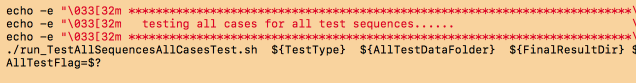 echo -e "\033[32m ************************************************************************\
echo -e "\033[32m   testing all cases for all test sequences......
echo -e "\033[32m ************************************************************************\
./run_TestAllSequencesAllCasesTest.sh  ${TestType}  ${AllTestDataFolder}  ${FinalResultDir} $
AllTestFlag=$?